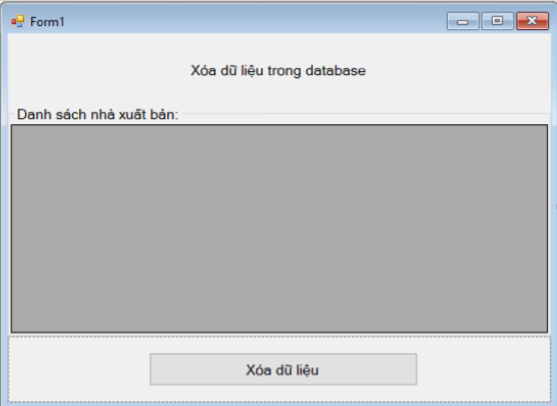 Form1
Xóa dữ liệu trong database
Danh sách nhà xuất bản:
Xóa dữ liệu